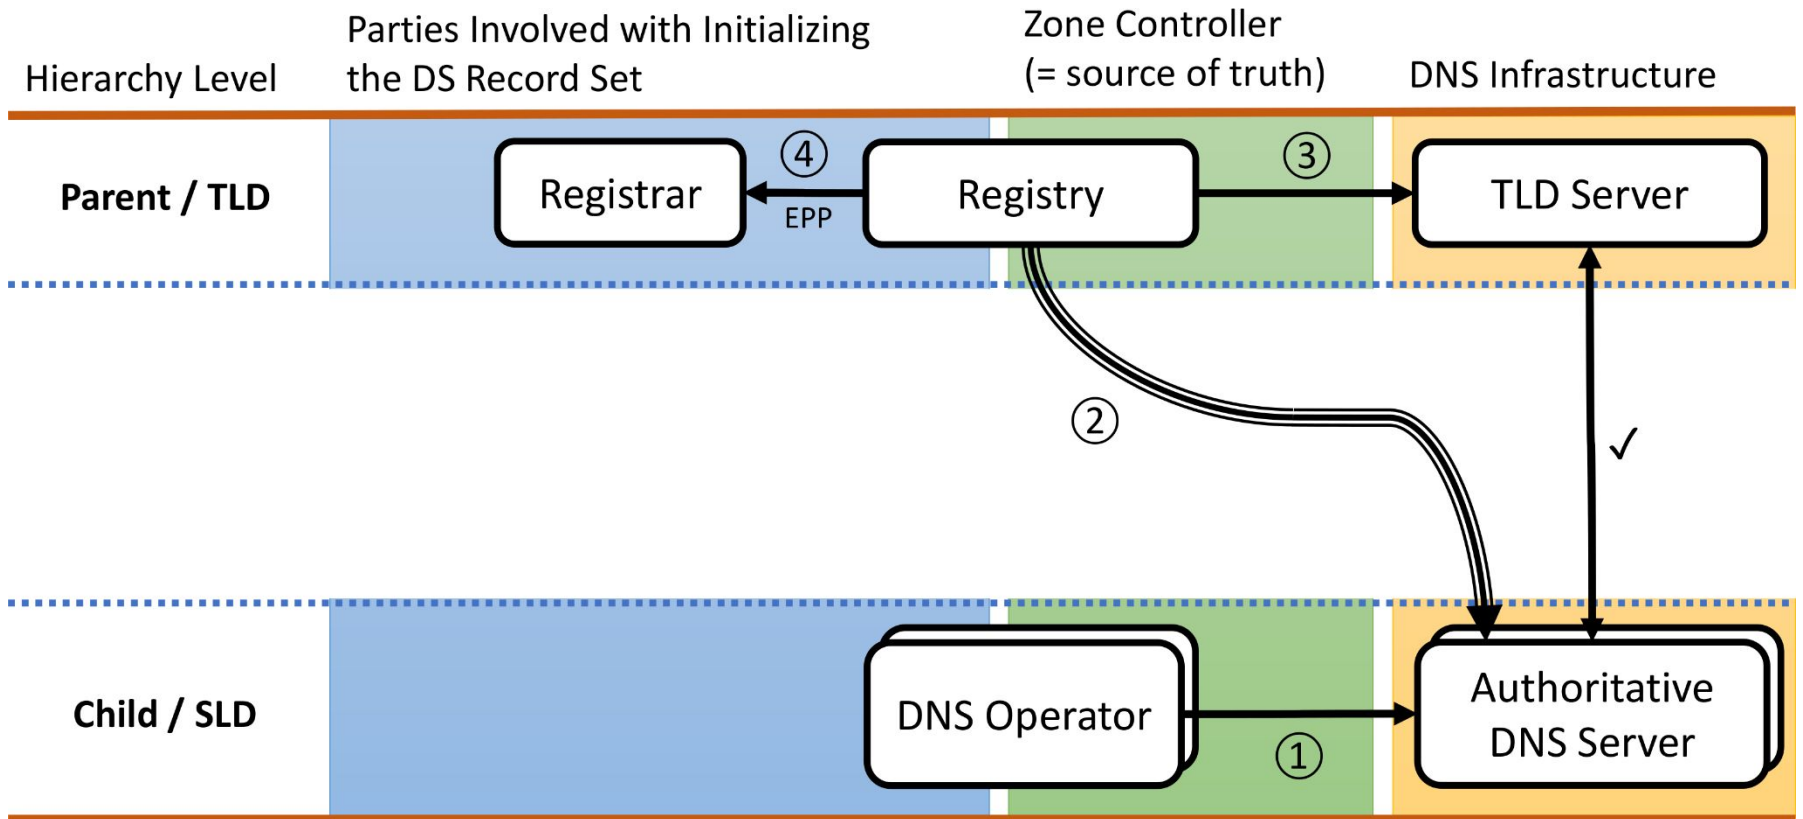 Hierarchy Level
Parties Involved with Initializing
the DS Record Set
Zone Controller
(= source of truth)
DNS Infrastructure
Parent / TLD
Registrar
④
EPP
Registry
③
TLD Server
②
✓
Child / SLD
DNS Operator
①
Authoritative
DNS Server